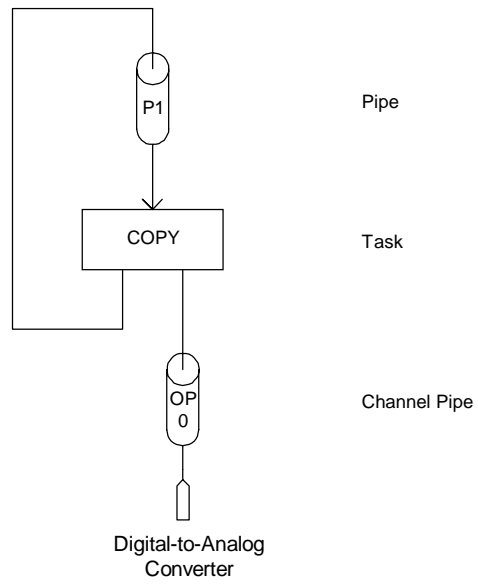 P1
Pipe
COPY
Task
OP
0
Channel Pipe
Digital-to-Analog
Converter